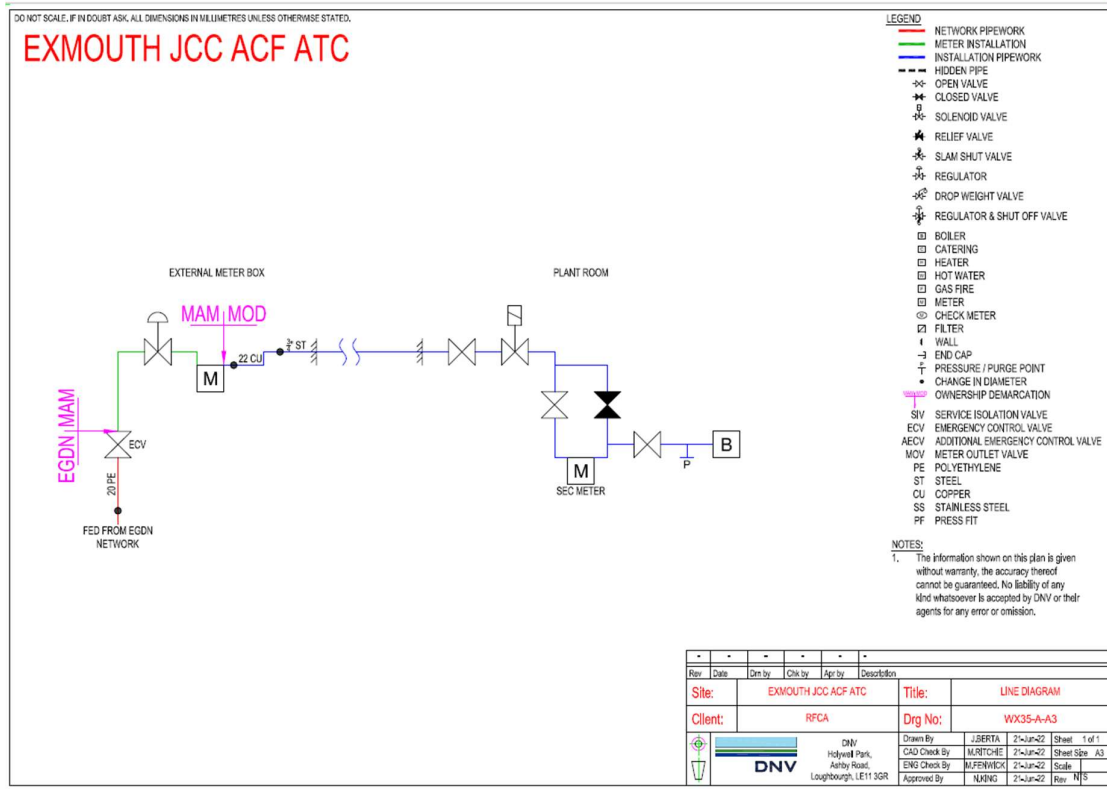 DO NOT SCALE. IF IN DOUBT ASK. ALL DIMENSIONS IN MILLIMETRES UNLESS OTHERWISE STATED.
EXMOUTH JCC ACF ATC
EXTERNAL METER BOX
PLANT ROOM
MAM MOD
¾" ST
22 CU
M
EGDN MAM
ECV
20 PE
FED FROM EGDN
NETWORK
M
SEC METER
P
B
LEGEND
NETWORK PIPEWORK
METER INSTALLATION
INSTALLATION PIPEWORK
HIDDEN PIPE
OPEN VALVE
CLOSED VALVE
SOLENOID VALVE
RELIEF VALVE
SLAM SHUT VALVE
REGULATOR
DROP WEIGHT VALVE
REGULATOR & SHUT OFF VALVE
BOILER
CATERING
HEATER
HOT WATER
GAS FIRE
METER
CHECK METER
FILTER
WALL
END CAP
PRESSURE / PURGE POINT
CHANGE IN DIAMETER
OWNERSHIP DEMARCATION
SIV SERVICE ISOLATION VALVE
ECV EMERGENCY CONTROL VALVE
AECV ADDITIONAL EMERGENCY CONTROL VALVE
MOV METER OUTLET VALVE
PE POLYETHYLENE
ST STEEL
CU COPPER
SS STAINLESS STEEL
PF PRESS FIT
NOTES:
1. The information shown on this plan is given
without warranty, the accuracy thereof
cannot be guaranteed. No liability of any
kind whatsoever is accepted by DNV or their
agents for any error or omission.
- - - - - -
Rev Date Drn by Chk by Apr by Description
Site: EXMOUTH JCC ACF ATC Title: LINE DIAGRAM
Client: RFCA Drg No: WX35-A-A3
DNV
DNV
Holywell Park,
Ashby Road,
Loughbourgh, LE11 3GR
Drawn By J.BERTA 21-Jun-22 Sheet 1 of 1
CAD Check By M.RITCHIE 21-Jun-22 Sheet Size A3
ENG Check By M.FENWICK 21-Jun-22 Scale
Approved By N.KING 21-Jun-22 Rev NTS